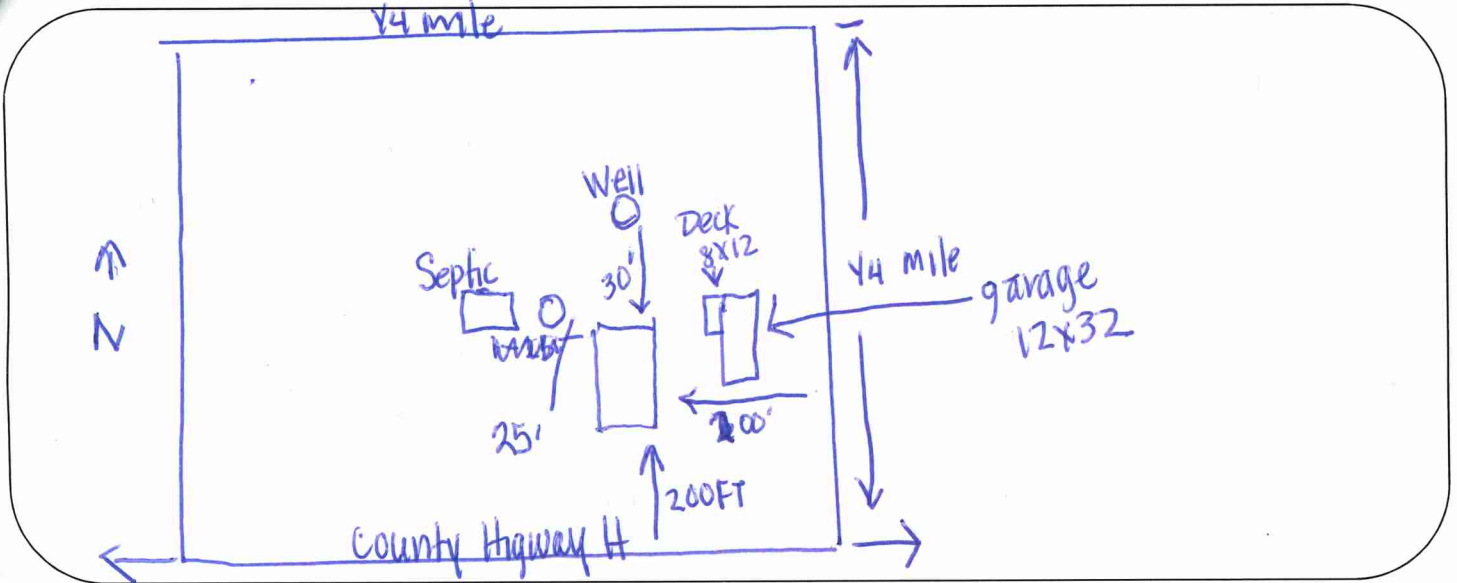 1/4 mile
Well
Deck
8x12
Septic
30'
1/4 mile
garage
12x32
N
25'
00'
200FT
County Higway H